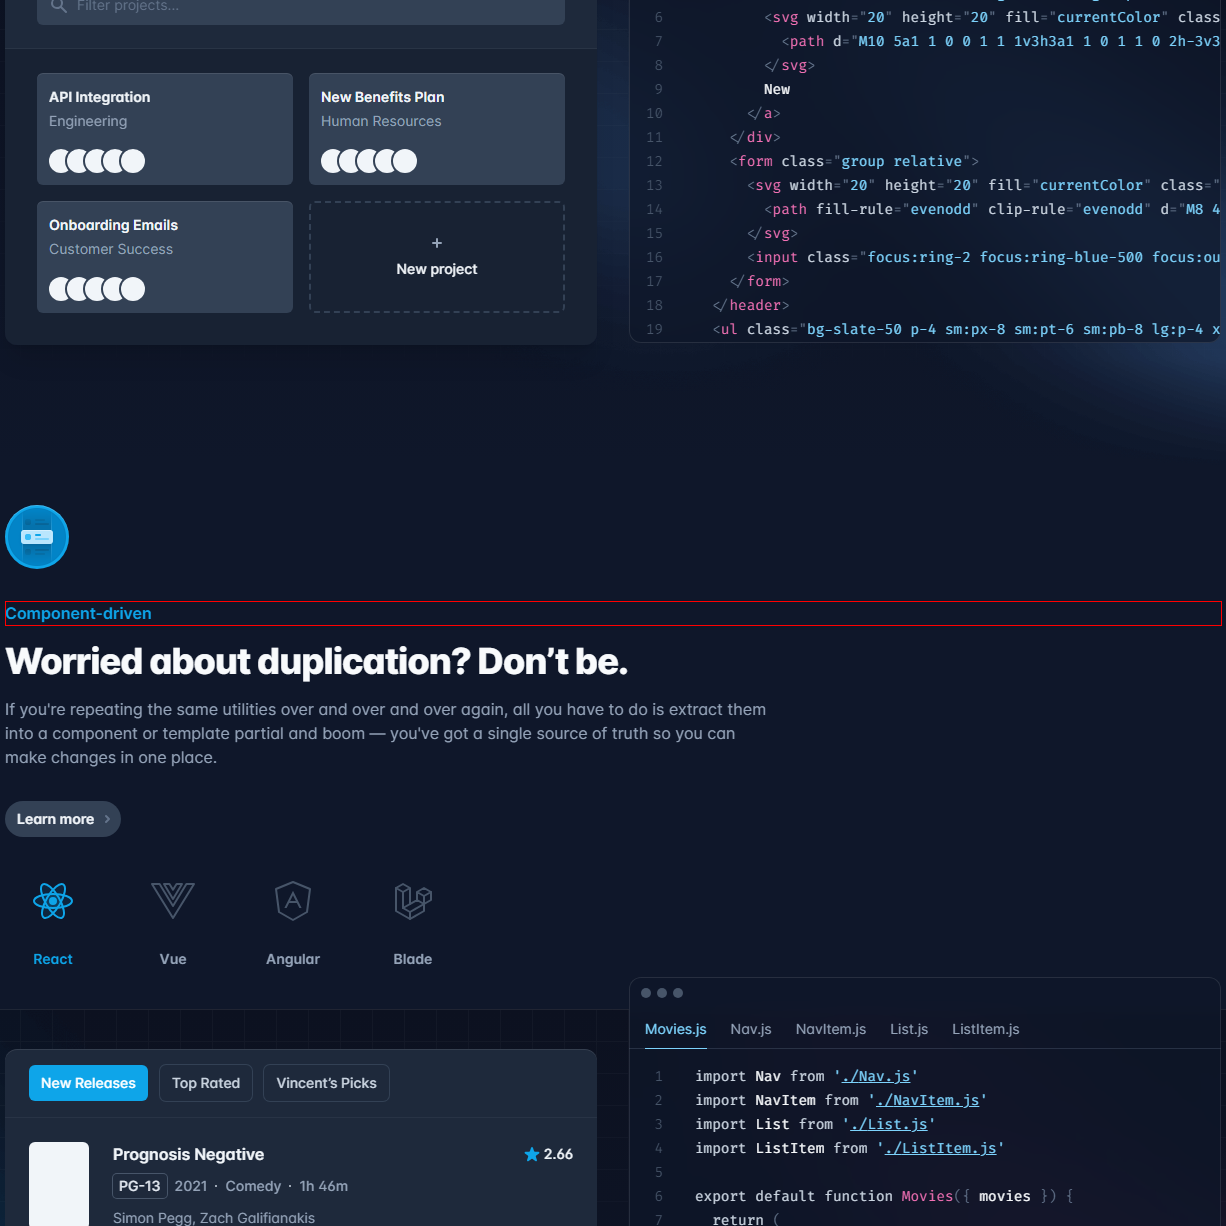 Filter projects...
API Integration
Engineering
New Benefits Plan
Human Resources
Onboarding Emails
Customer Success
+
New project
6 <svg width="20" height="20" fill="currentColor" class
7 <path d="M10 5a1 1 0 0 1 1 1v3h3a1 1 0 1 1 0 2h-3v3
8 </svg>
9 New
10 </a>
11 </div>
12 <form class="group relative">
13 <svg width="20" height="20" fill="currentColor" class="
14 <path fill-rule="evenodd" clip-rule="evenodd" d="M8 4
15 </svg>
16 <input class="focus:ring-2 focus:ring-blue-500 focus:ou
17 </form>
18 </header>
19 <ul class="bg-slate-50 p-4 sm:px-8 sm:pt-6 sm:pb-8 lg:p-4 x
Component-driven
Worried about duplication? Don’t be.
If you're repeating the same utilities over and over and over again, all you have to do is extract them
into a component or template partial and boom — you've got a single source of truth so you can
make changes in one place.
Learn more
React
Vue
Angular
Blade
New Releases
Top Rated
Vincent’s Picks
Prognosis Negative
2.66
PG-13 2021 · Comedy · 1h 46m
Simon Pegg, Zach Galifianakis
Movies.js
Nav.js
NavItem.js
List.js
ListItem.js
1 import Nav from './Nav.js'
2 import NavItem from './NavItem.js'
3 import List from './List.js'
4 import ListItem from './ListItem.js'
5
6 export default function Movies({ movies }) {
7 return (